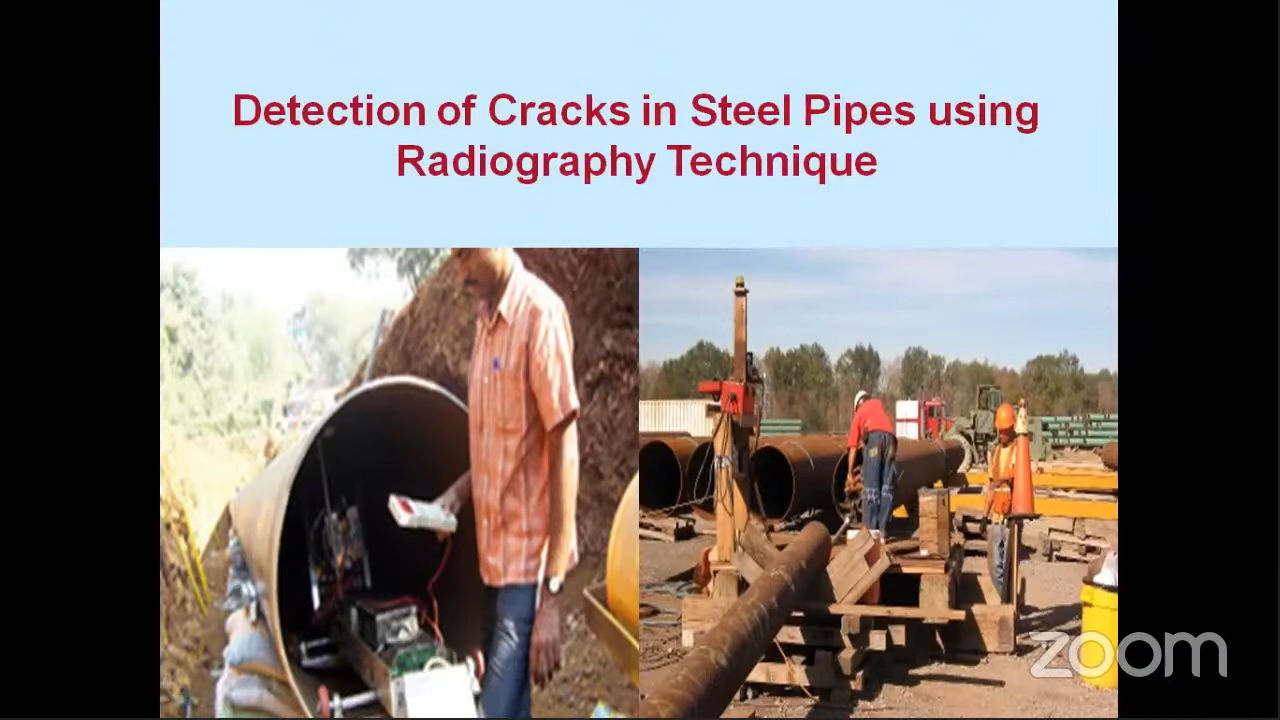 Detection of Cracks in Steel Pipes using
Radiography Technique
zoom